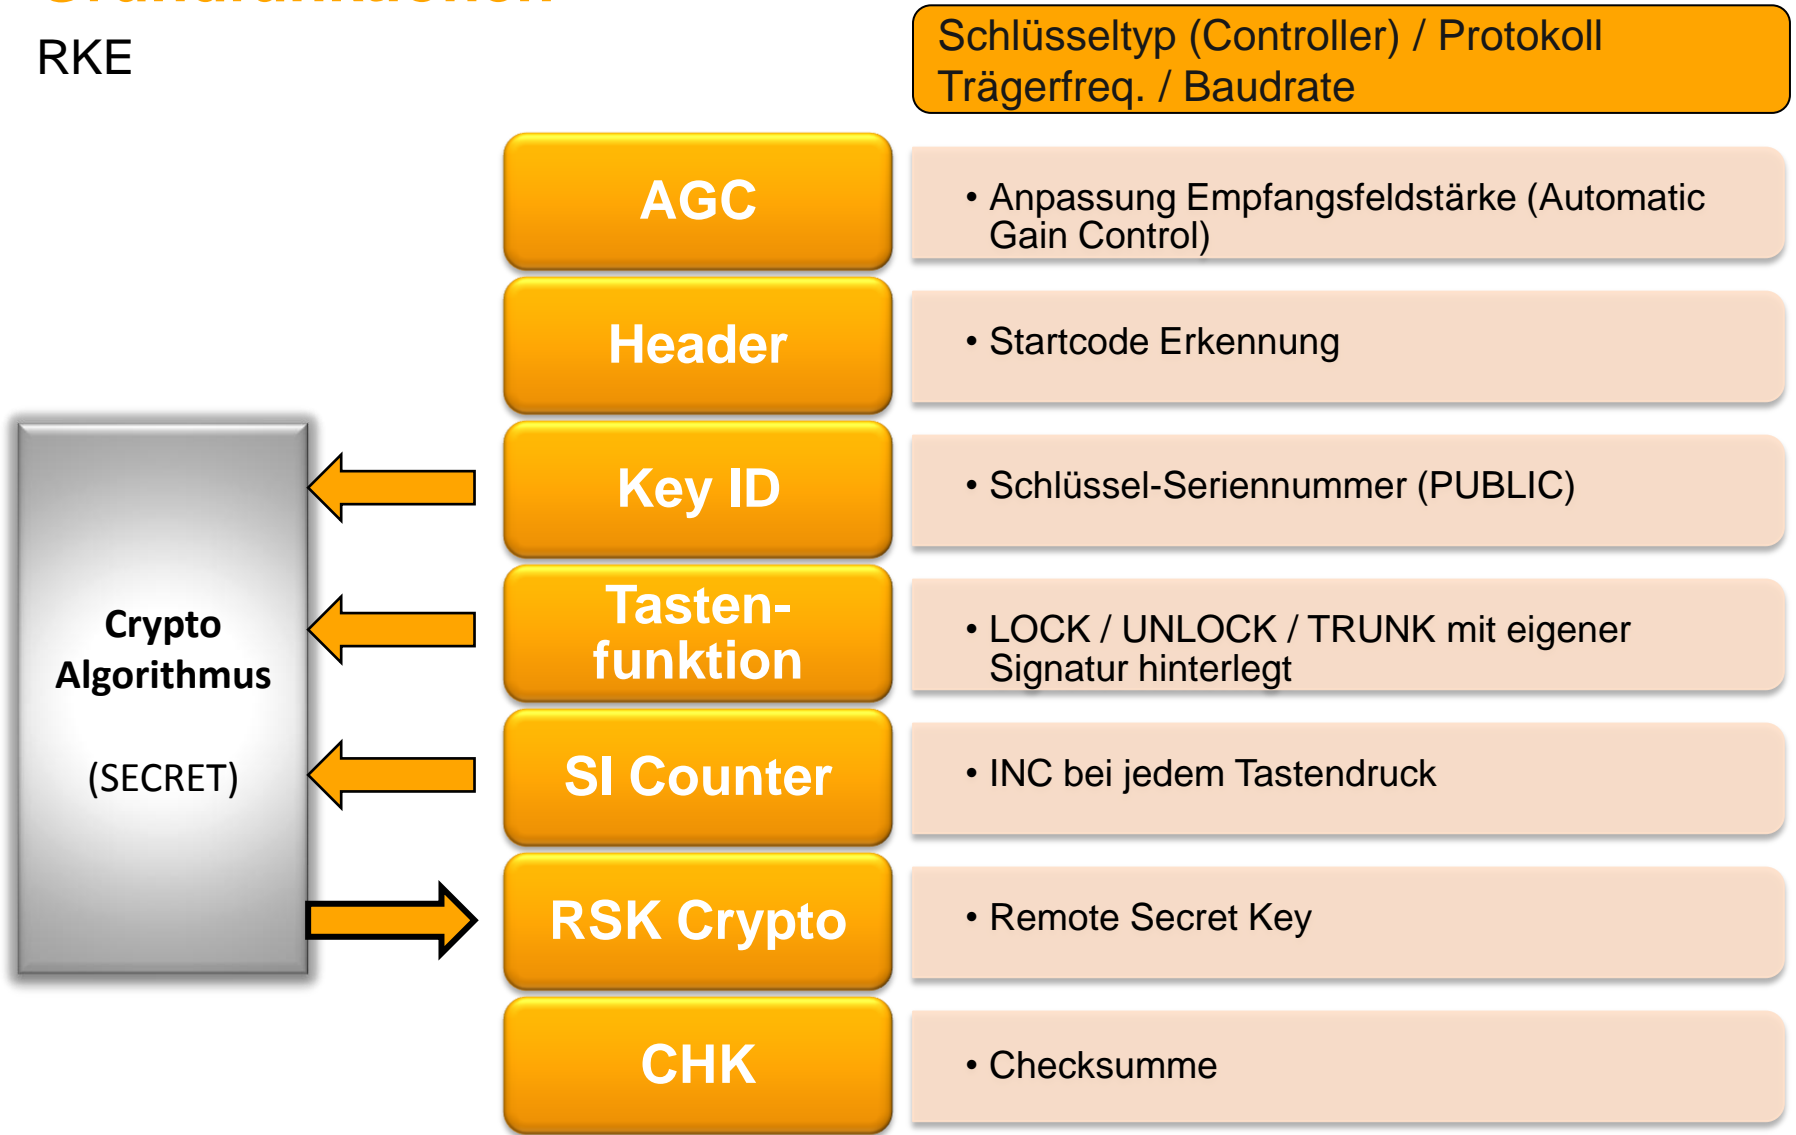 Grundfunktionen
RKE
Schlüsseltyp (Controller) / Protokoll
Trägerfreq. / Baudrate
AGC
• Anpassung Empfangsfeldstärke (Automatic
Gain Control)
Header
• Startcode Erkennung
Key ID
• Schlüssel-Seriennummer (PUBLIC)
Tasten-
funktion
• LOCK / UNLOCK / TRUNK mit eigener
Signatur hinterlegt
SI Counter
• INC bei jedem Tastendruck
RSK Crypto
• Remote Secret Key
CHK
• Checksumme
Crypto
Algorithmus
(SECRET)